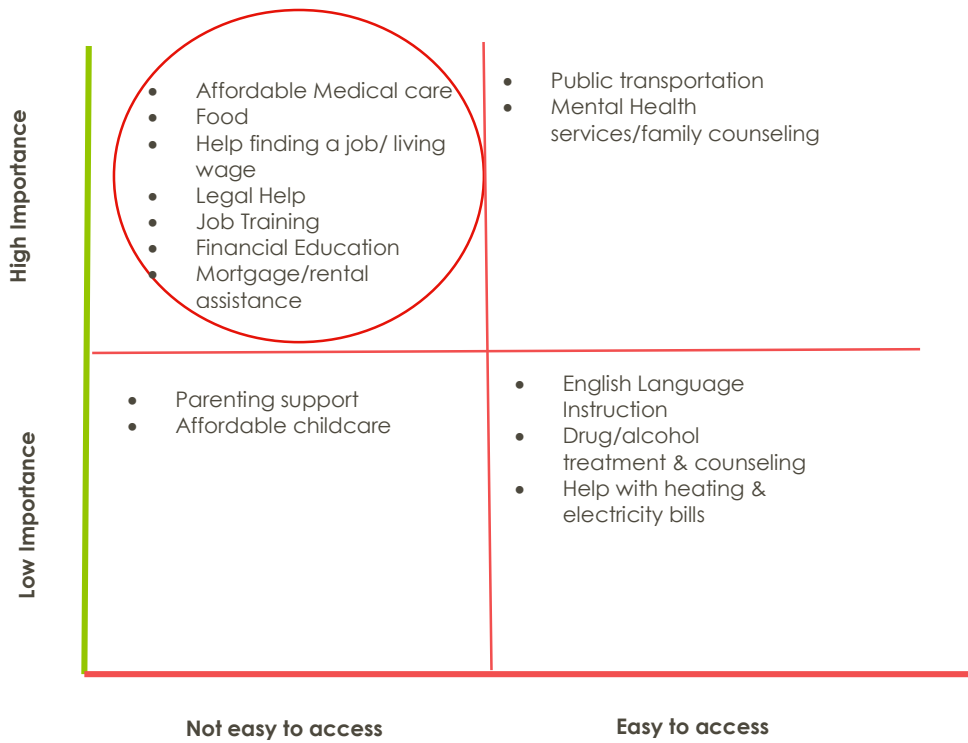 High Importance
• Affordable Medical care
• Food
• Help finding a job/ living
wage
• Legal Help
• Job Training
• Financial Education
• Mortgage/rental
assistance
• Public transportation
• Mental Health
services/family counseling
Low Importance
• Parenting support
• Affordable childcare
• English Language
Instruction
• Drug/alcohol
treatment & counseling
• Help with heating &
electricity bills
Not easy to access
Easy to access